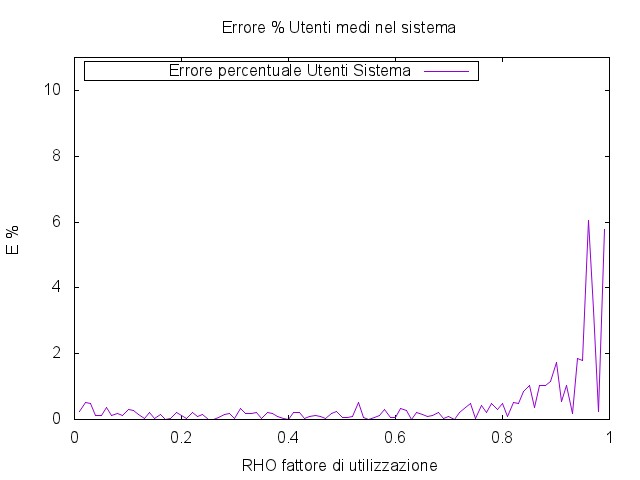 Errore % Utenti medi nel sistema
Errore percentuale Utenti Sistema
10
8
6
4
2
0
E %
0 0.2 0.4 0.6 0.8 1
RHO fattore di utilizzazione